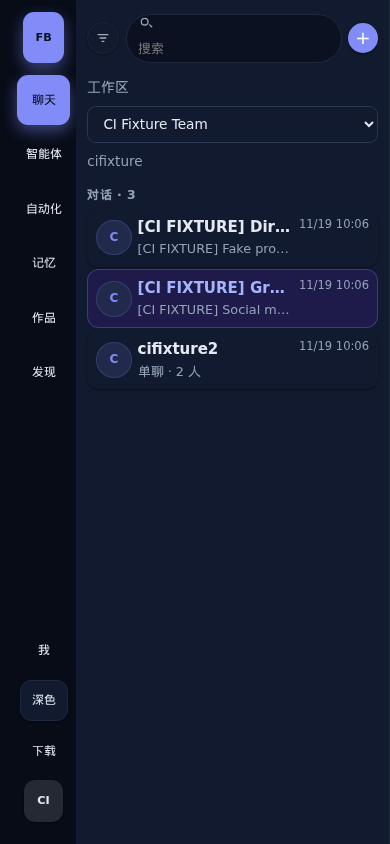 FB
聊天
智能体
自动化
记忆
作品
发现
我
深色
下载
CI
搜索
+
工作区
CI Fixture Team
cifixture
对话 · 3
C
[CI FIXTURE] Dir...
11/19 10:06
[CI FIXTURE] Fake pro...
C
[CI FIXTURE] Gr...
11/19 10:06
[CI FIXTURE] Social m...
C
cifixture2
11/19 10:06
单聊 · 2 人